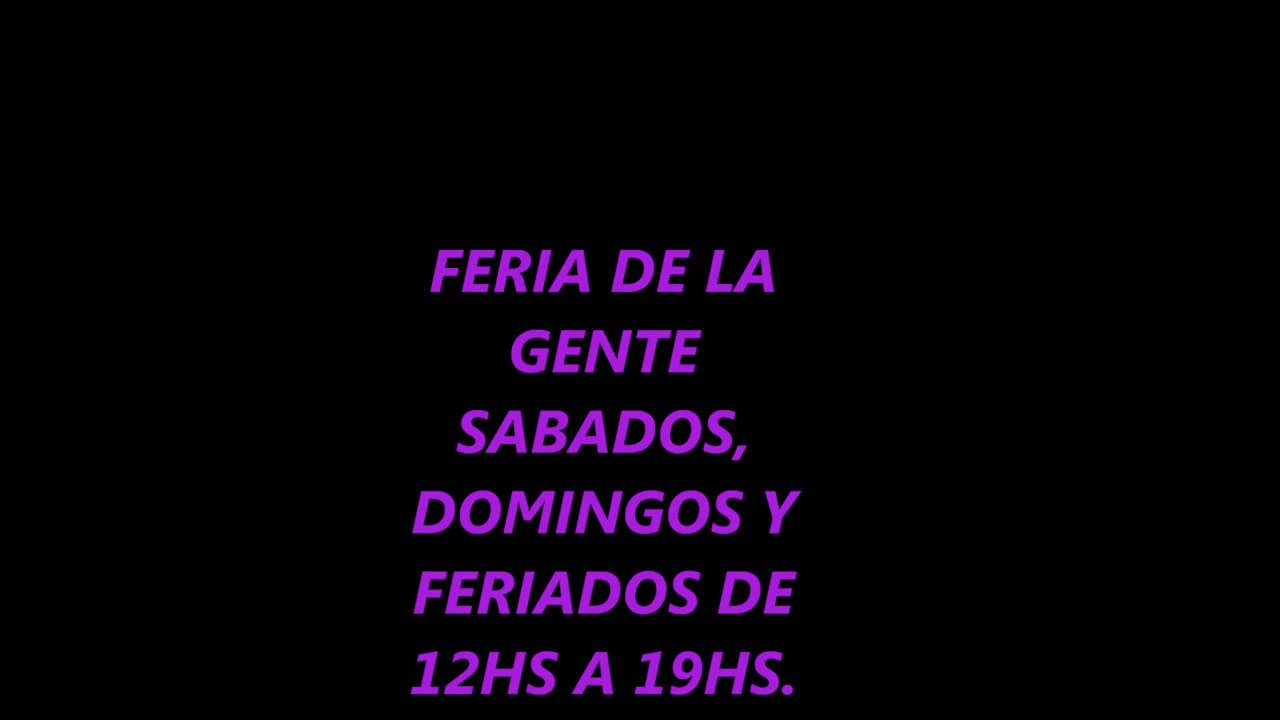 FERIA DE LA
GENTE
SABADOS,
DOMINGOS Y
FERIADOS DE
12HS A 19HS.